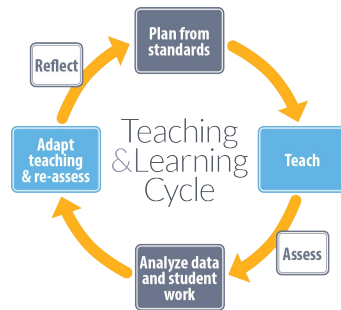 Plan from
standards
Reflect
Adapt
teaching
& re-assess
Teaching
&Learning
Cycle
Teach
Assess
Analyze data
and student
work